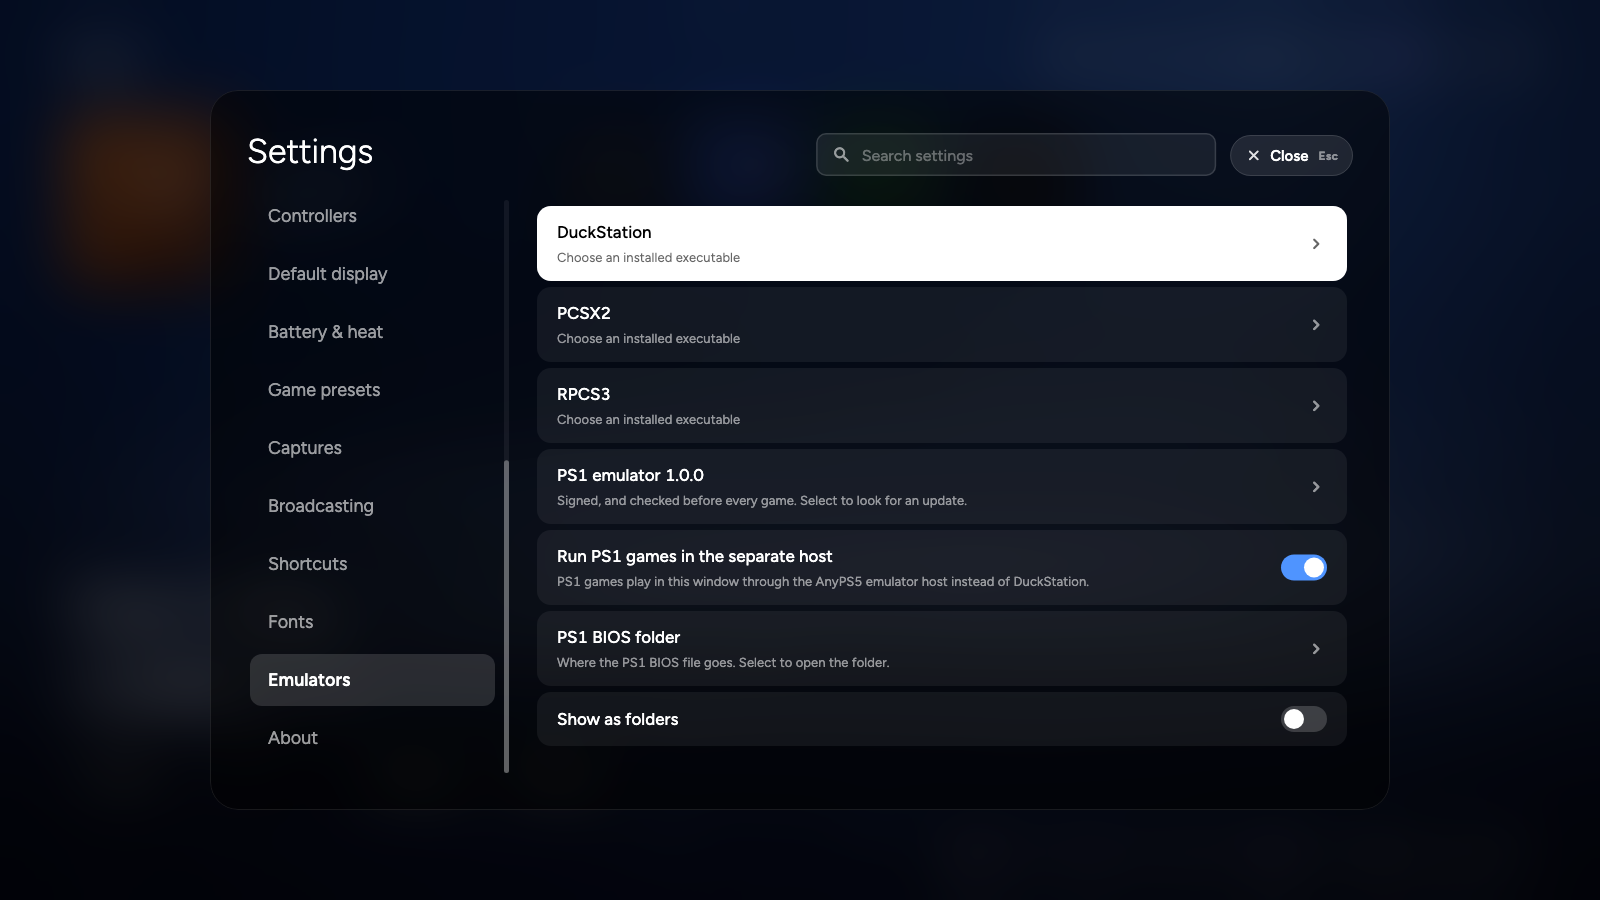 Settings
Search settings
Close Esc
Controllers
Default display
Battery & heat
Game presets
Captures
Broadcasting
Shortcuts
Fonts
Emulators
About
DuckStation
Choose an installed executable
PCSX2
Choose an installed executable
RPCS3
Choose an installed executable
PS1 emulator 1.0.0
Signed, and checked before every game. Select to look for an update.
Run PS1 games in the separate host
PS1 games play in this window through the AnyPS5 emulator host instead of DuckStation.
PS1 BIOS folder
Where the PS1 BIOS file goes. Select to open the folder.
Show as folders